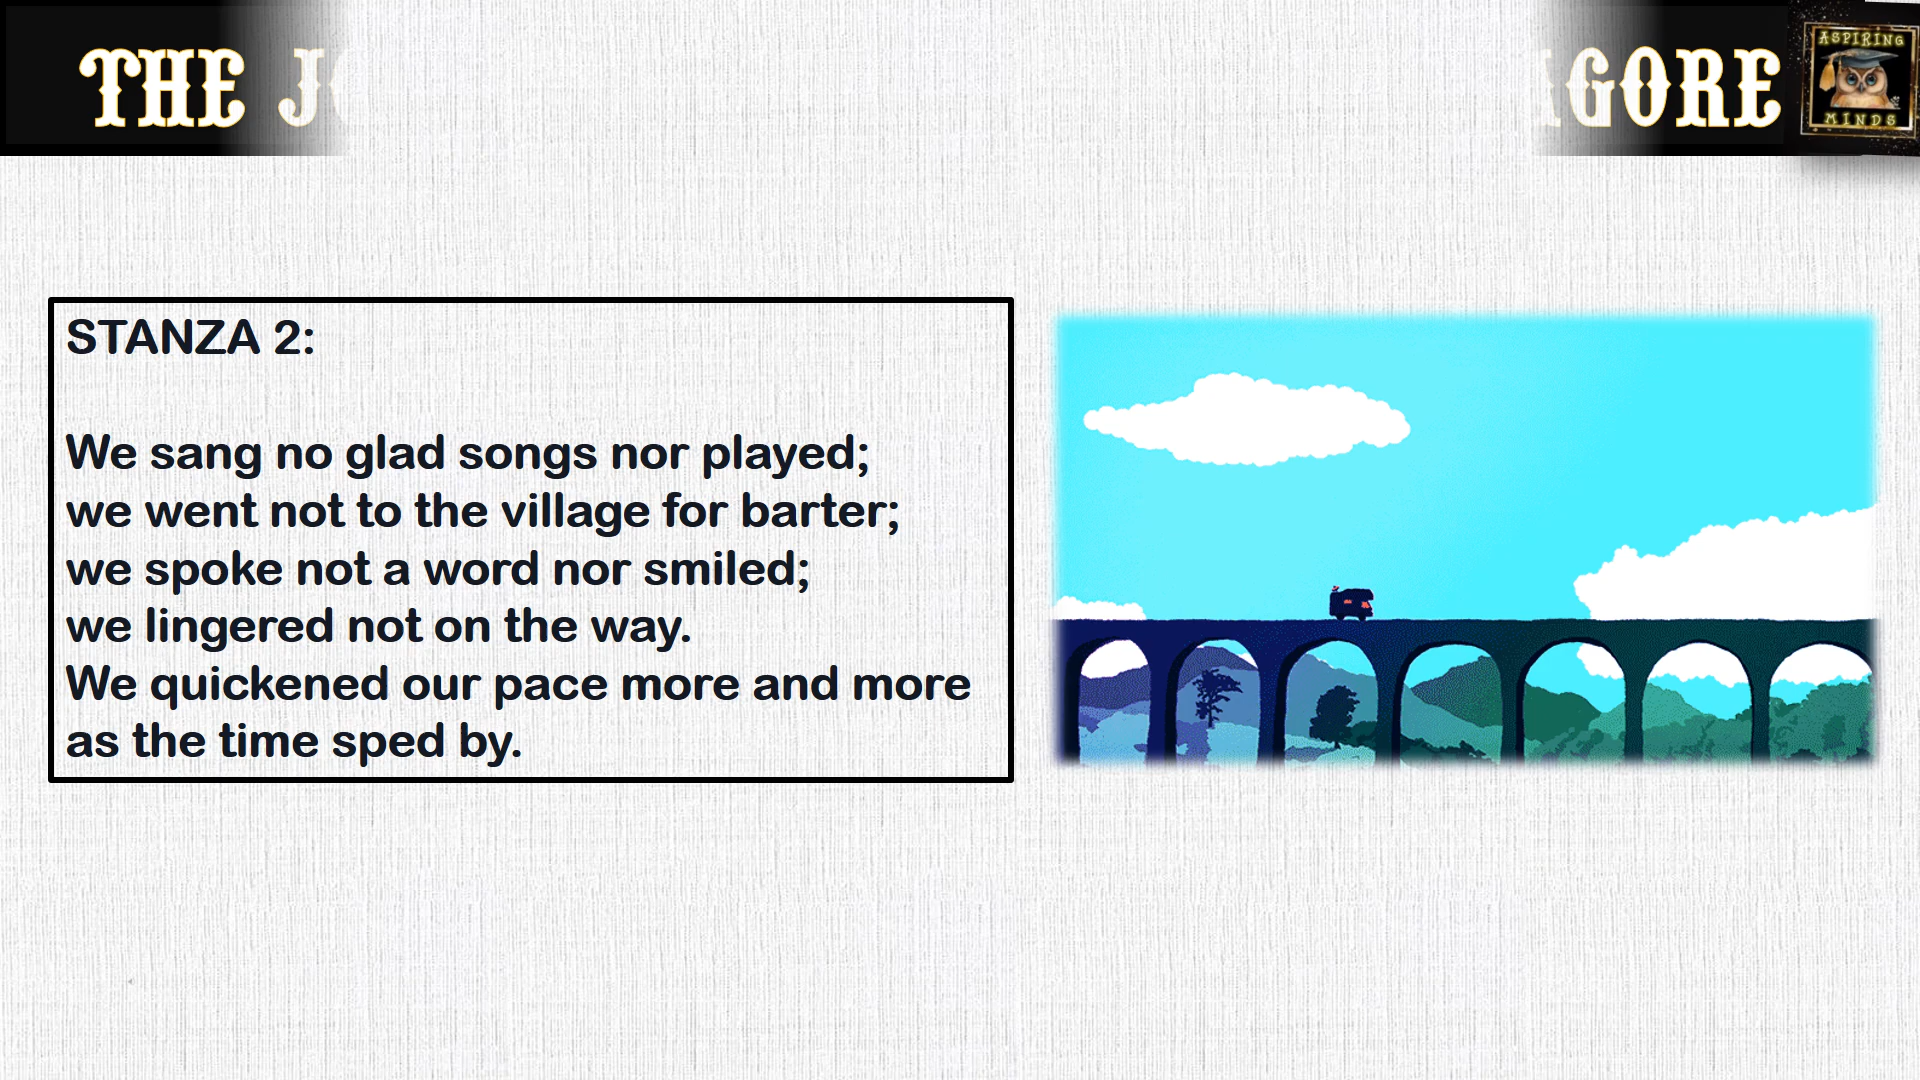 THE
GORE
ASPIRING
MINDS
STANZA 2:
We sang no glad songs nor played;
we went not to the village for barter;
we spoke not a word nor smiled;
we lingered not on the way.
We quickened our pace more and more
as the time sped by.